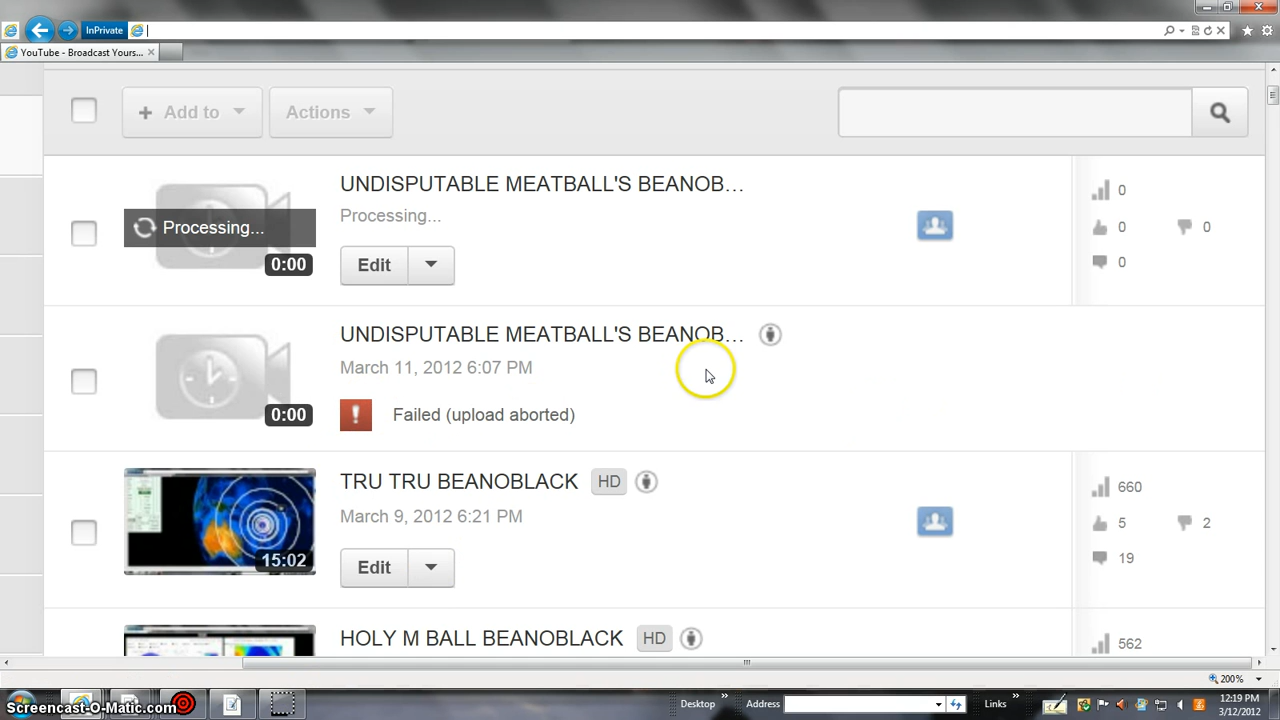 InPrivate
YouTube - Broadcast Yours...
+ Add to
Actions
UNDISPUTABLE MEATBALL'S BEANOB...
Processing...
Processing...
0:00
Edit
0
0
0
0
UNDISPUTABLE MEATBALL'S BEANOB...
March 11, 2012 6:07 PM
0:00
! Failed (upload aborted)
TRU TRU BEANOBLACK HD
March 9, 2012 6:21 PM
15:02
Edit
660
5
2
19
HOLY M BALL BEANOBLACK HD
562
200%
Screencast-O-Matic.com
Desktop
Address
Links
12:19 PM
3/12/2012